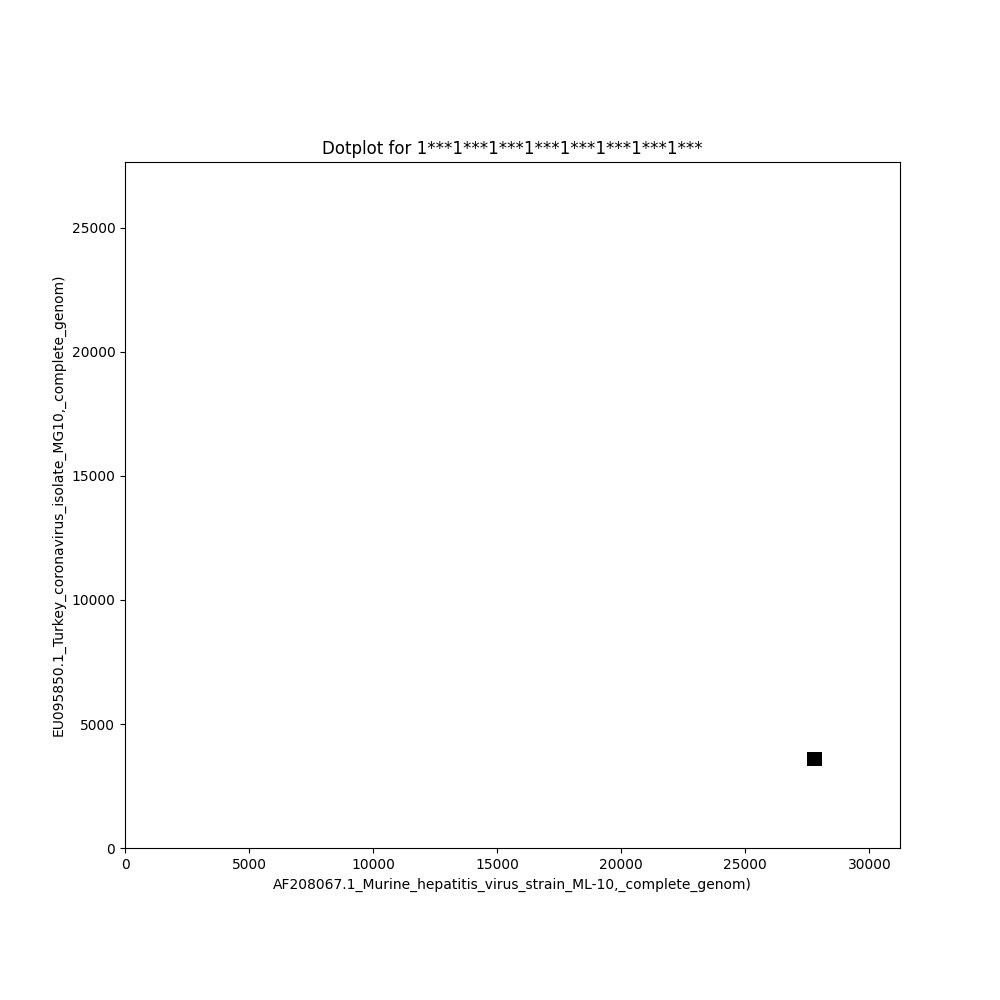 Dotplot for 1***1***1***1***1***1***1***1***
25000
20000
15000
10000
5000
0
EU095850.1_Turkey_coronavirus_isolate_MG10,_complete_genom)
0 5000 10000 15000 20000 25000 30000
AF208067.1_Murine_hepatitis_virus_strain_ML-10,_complete_genom)